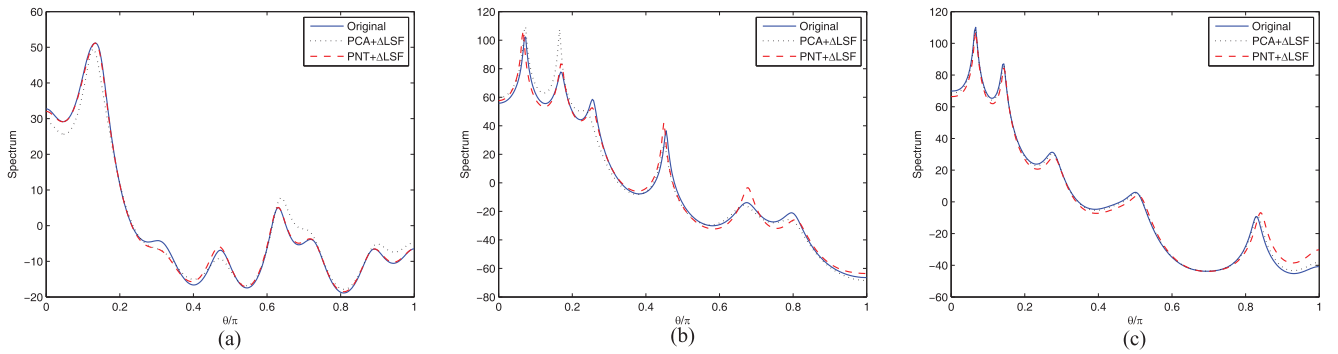 60
50
40
30
20
10
0
−10
−20
0
0.2
0.4
0.6
0.8
1
Spectrum
θ/π
Original
PCA+ΔLSF
PNT+ΔLSF
(a)
120
100
80
60
40
20
0
−20
−40
−60
−80
0
0.2
0.4
0.6
0.8
1
Spectrum
θ/π
Original
PCA+ΔLSF
PNT+ΔLSF
(b)
120
100
80
60
40
20
0
−20
−40
−60
0
0.2
0.4
0.6
0.8
1
Spectrum
θ/π
Original
PCA+ΔLSF
PNT+ΔLSF
(c)